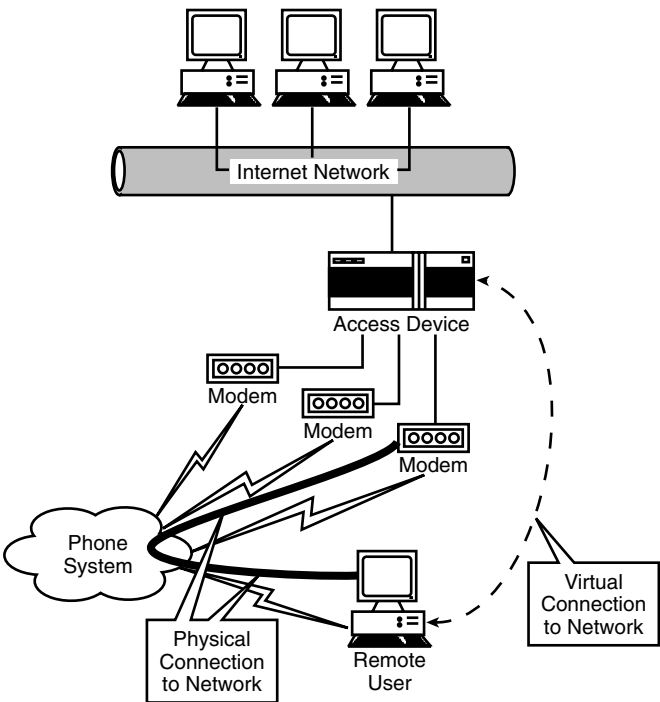 Internet Network
Access Device
Modem
Modem
Modem
Phone
System
Virtual
Connection
to Network
Physical
Connection
to Network
Remote
User